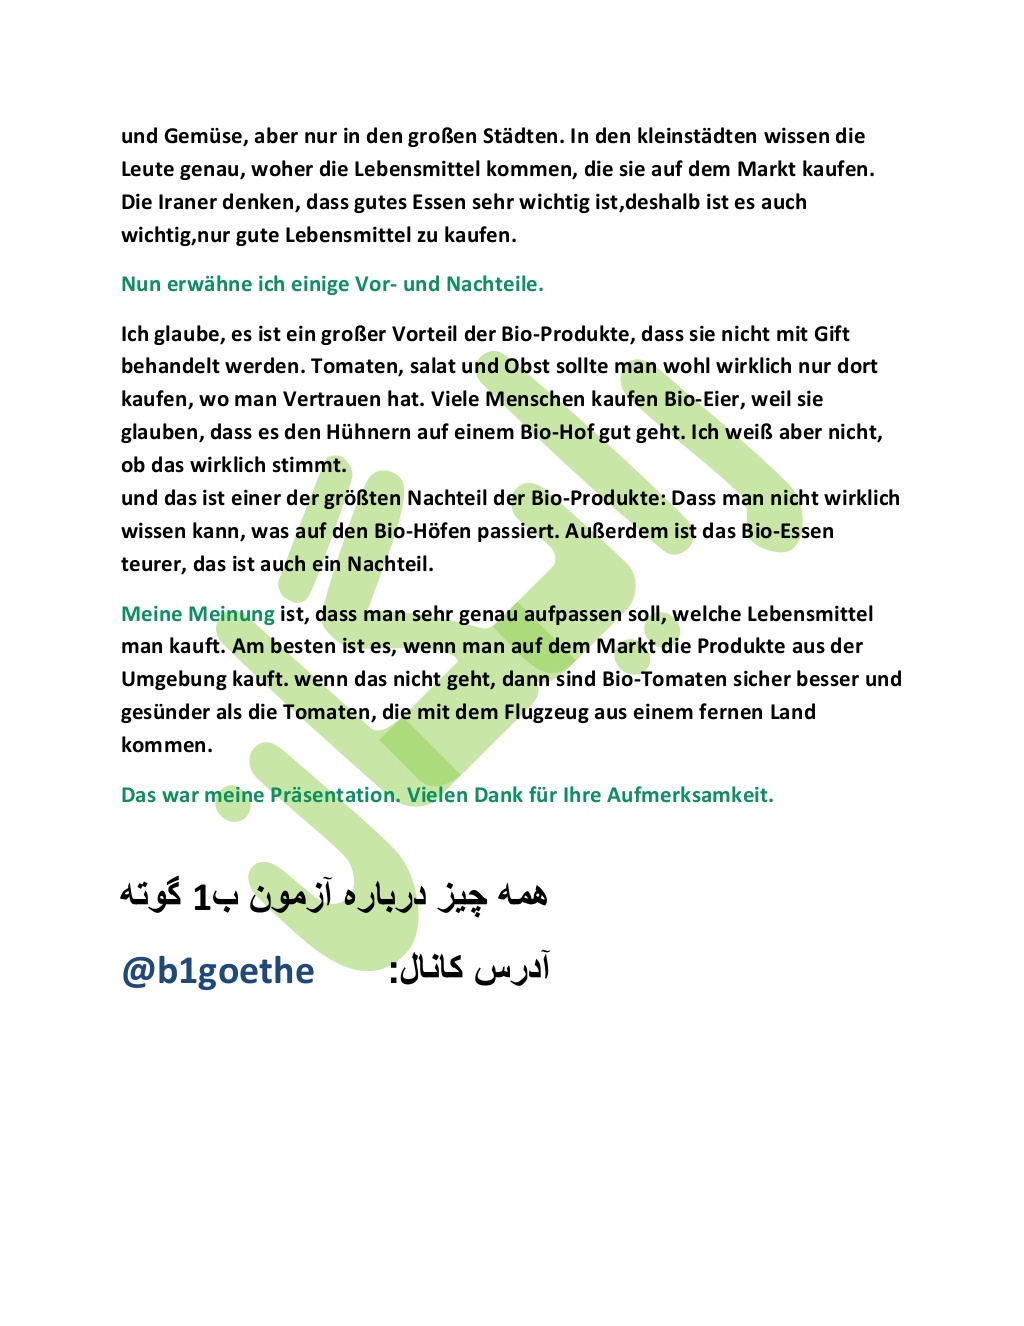 und Gemüse, aber nur in den großen Städten. In den kleinstädten wissen die
Leute genau, woher die Lebensmittel kommen, die sie auf dem Markt kaufen.
Die Iraner denken, dass gutes Essen sehr wichtig ist,deshalb ist es auch
wichtig,nur gute Lebensmittel zu kaufen.
Nun erwähne ich einige Vor- und Nachteile.
Ich glaube, es ist ein großer Vorteil der Bio-Produkte, dass sie nicht mit Gift
behandelt werden. Tomaten, salat und Obst sollte man wohl wirklich nur dort
kaufen, wo man Vertrauen hat. Viele Menschen kaufen Bio-Eier, weil sie
glauben, dass es den Hühnern auf einem Bio-Hof gut geht. Ich weiß aber nicht,
ob das wirklich stimmt.
und das ist einer der größten Nachteil der Bio-Produkte: Dass man nicht wirklich
wissen kann, was auf den Bio-Höfen passiert. Außerdem ist das Bio-Essen
teurer, das ist auch ein Nachteil.
Meine Meinung ist, dass man sehr genau aufpassen soll, welche Lebensmittel
man kauft. Am besten ist es, wenn man auf dem Markt die Produkte aus der
Umgebung kauft. wenn das nicht geht, dann sind Bio-Tomaten sicher besser und
gesünder als die Tomaten, die mit dem Flugzeug aus einem fernen Land
kommen.
Das war meine Präsentation. Vielen Dank für Ihre Aufmerksamkeit.
همه چیز درباره آزمون ب1 گوته
آدرس کانال: @b1goethe
رایگان